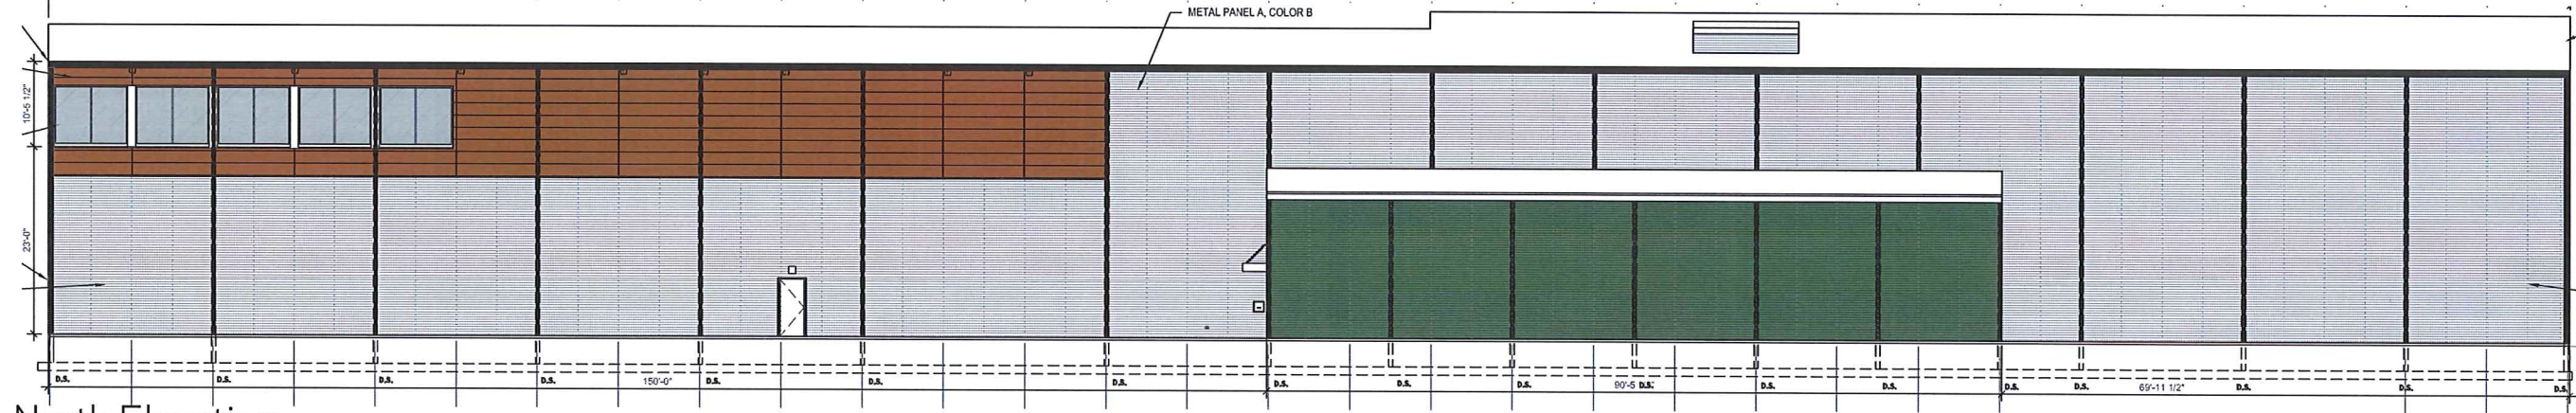 METAL PANEL A, COLOR B
10'-5 1/2"
23'-0"
D.S. D.S. D.S. D.S. 150'-0" D.S. D.S. D.S. D.S. D.S. D.S. 90'-5 D.S. D.S. D.S. D.S. D.S. 69'-11 1/2" D.S. D.S. D.S.
North Elevation